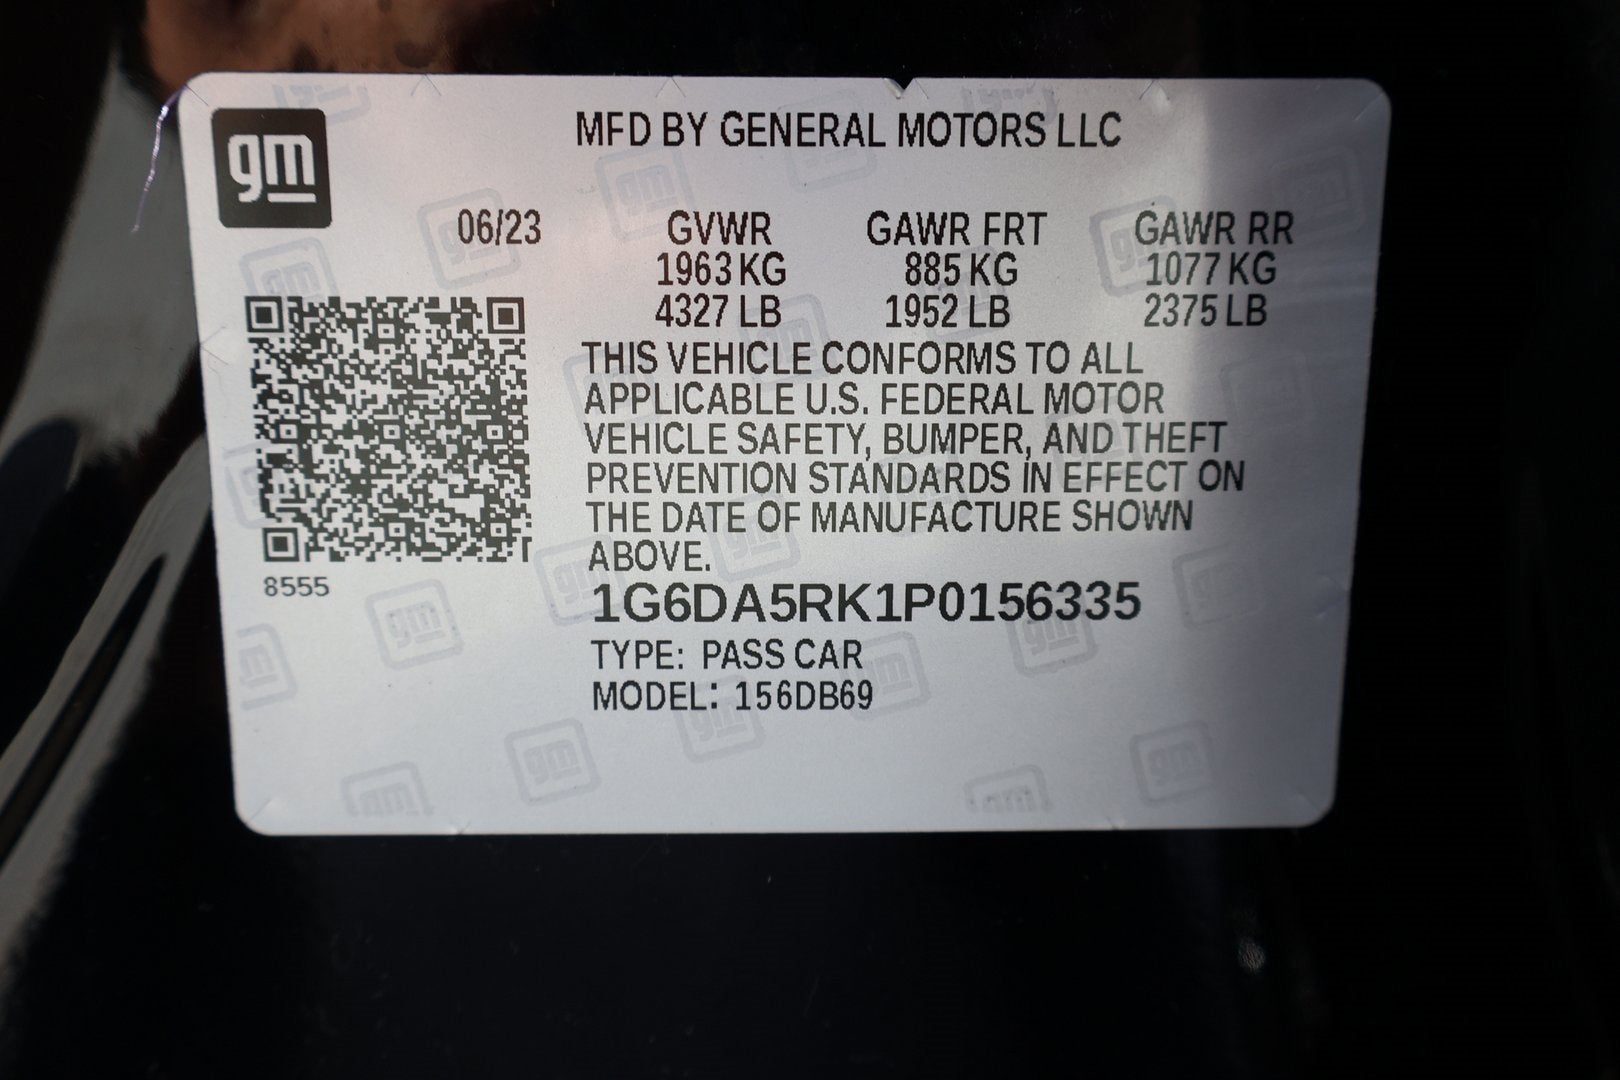 gm
MFD BY GENERAL MOTORS LLC
06/23 GVWR GAWR FRT GAWR RR
1963 KG 885 KG 1077 KG
4327 LB 1952 LB 2375 LB
THIS VEHICLE CONFORMS TO ALL
APPLICABLE U.S. FEDERAL MOTOR
VEHICLE SAFETY, BUMPER, AND THEFT
PREVENTION STANDARDS IN EFFECT ON
THE DATE OF MANUFACTURE SHOWN
ABOVE.
8555
1G6DA5RK1P0156335
TYPE: PASS CAR
MODEL: 156DB69